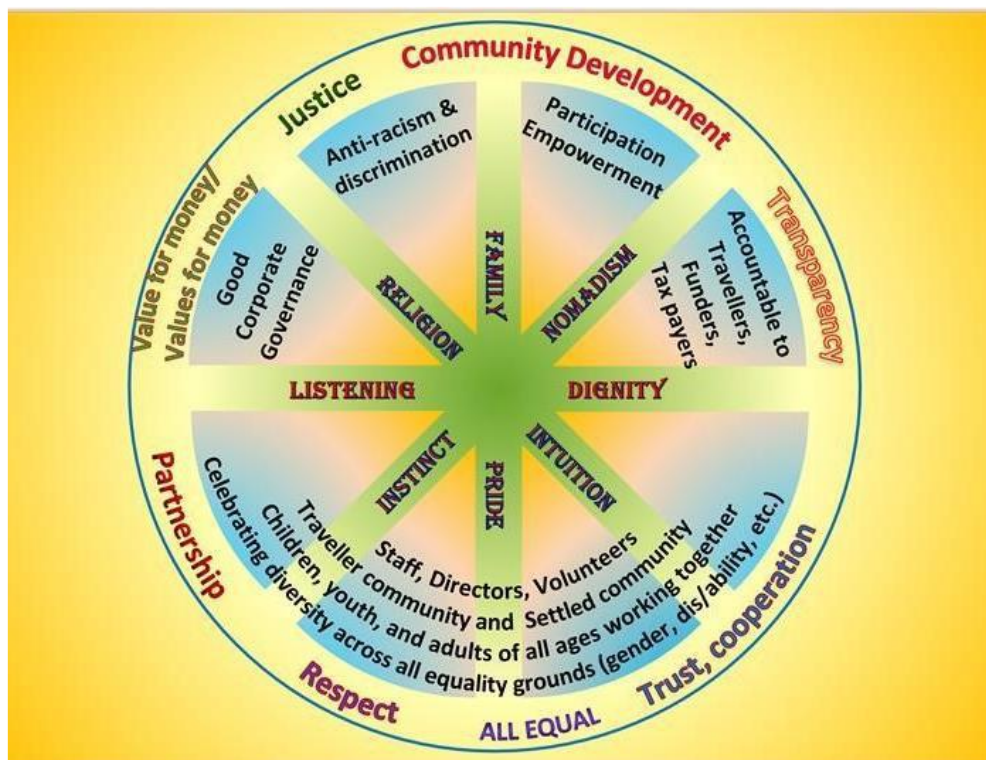 Community Development
Justice
Value for money/
Values for money
Transparency
Anti-racism &
discrimination
Participation
Empowerment
Good
Corporate
Governance
Accountable to
Travellers,
Funders,
Tax payers
FAMILY
RELIGION
NOMADISM
LISTENING
DIGNITY
INSTINCT
PRIDE
INTUITION
Staff, Directors, Volunteers
Traveller community and Settled community
Children, youth, and adults of all ages working together
Celebrating diversity across all equality grounds (gender, dis/ability, etc.)
Partnership
Respect
ALL EQUAL
Trust, cooperation